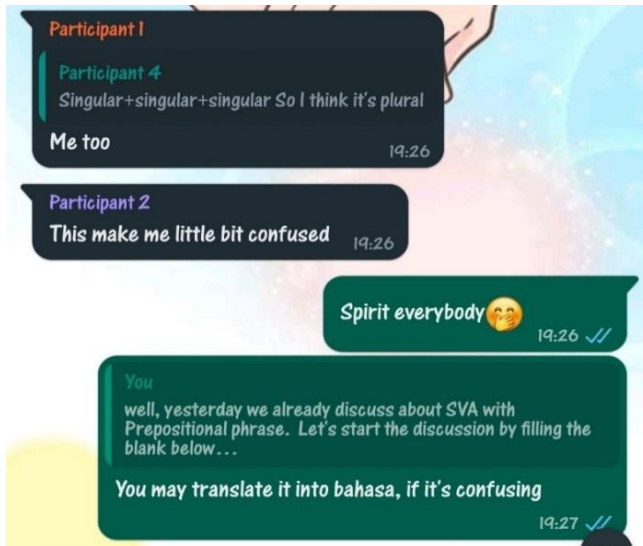 Participant 1
Participant 4
Singular+singular+singular So I think it's plural
Me too
19:26
Participant 2
This make me little bit confused
19:26
Spirit everybody🤭
19:26
You
well, yesterday we already discuss about SVA with
Prepositional phrase. Let's start the discussion by filling the
blank below...
You may translate it into bahasa, if it's confusing
19:27